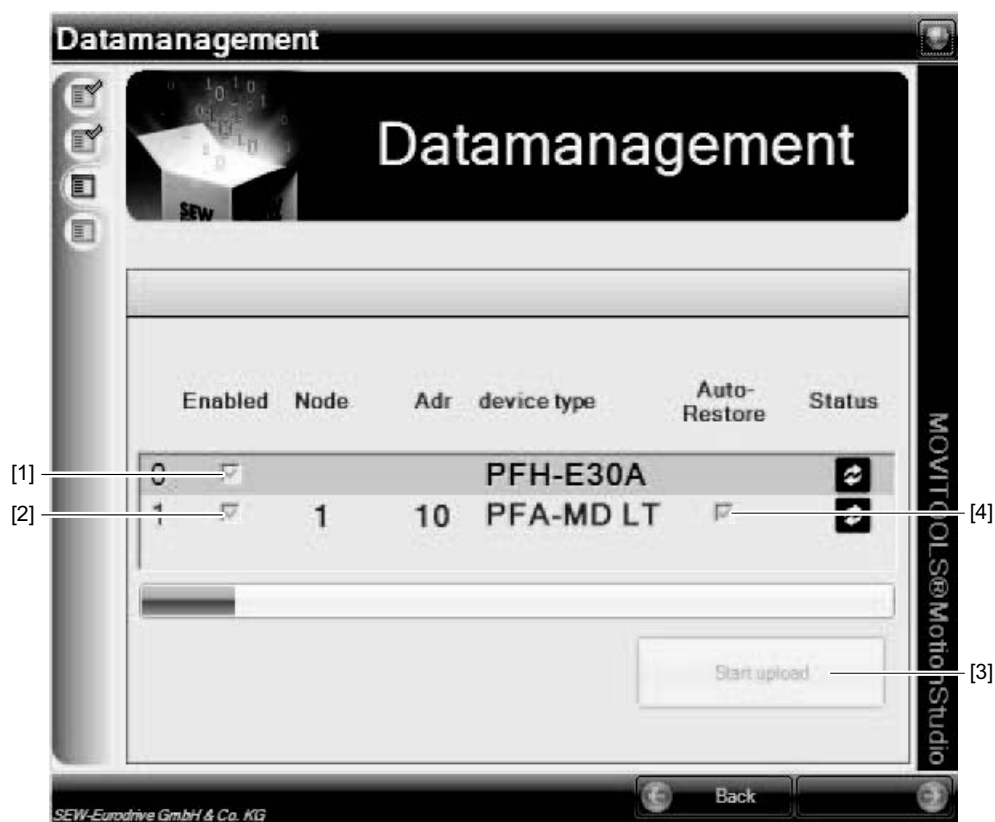 Datamanagement
Datamanagement
SEW
Enabled Node Adr device type Auto-Restore Status
[1] 0 PFH-E30A
[2] 1 1 10 PFA-MD LT [4]
Start upload [3]
MOVITOOLS®MotionStudio
Back
SEW-Eurodrive GmbH & Co. KG